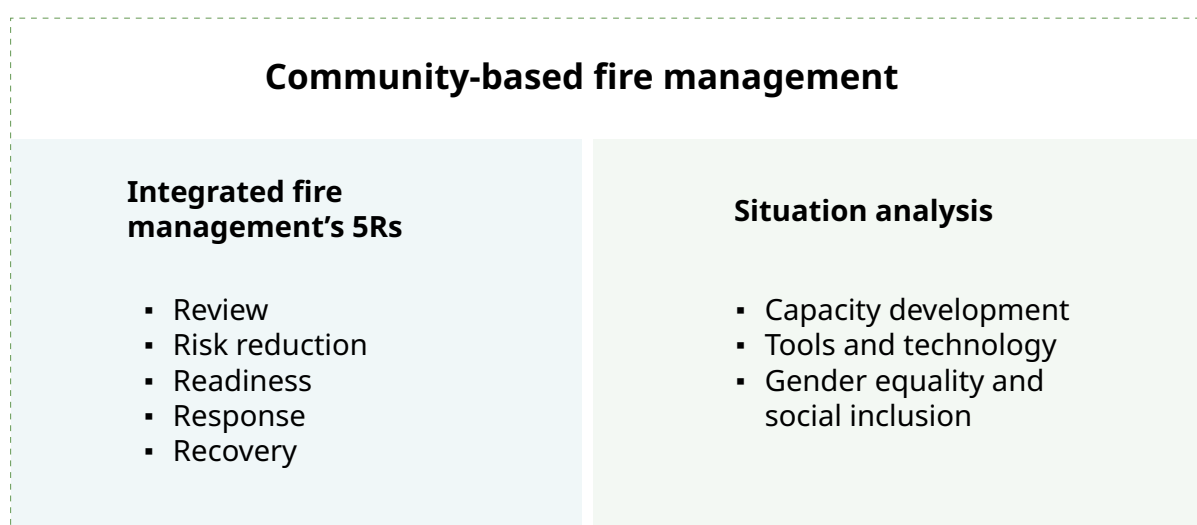 Community-based fire management
Integrated fire
management’s 5Rs
▪ Review
▪ Risk reduction
▪ Readiness
▪ Response
▪ Recovery
Situation analysis
▪ Capacity development
▪ Tools and technology
▪ Gender equality and
social inclusion